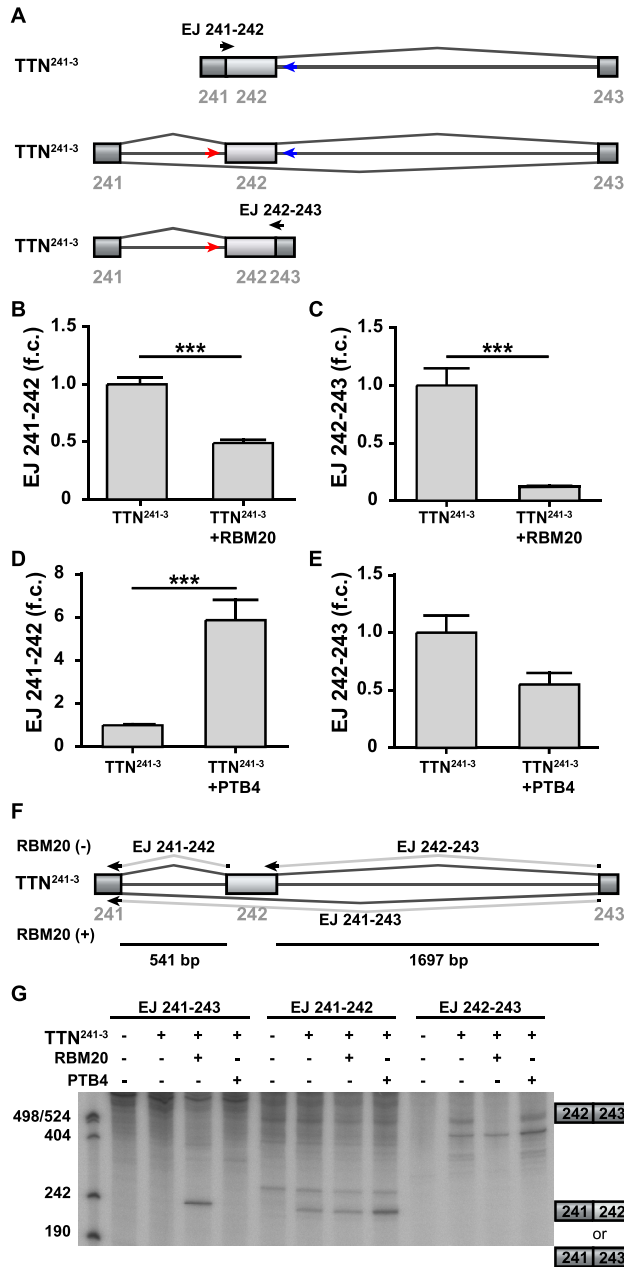 A
EJ 241-242
TTN241-3
241 242 243
TTN241-3
241 242 243
EJ 242-243
TTN241-3
241 242 243
B
EJ 241-242 (f.c.)
1.5
1.0
0.5
0
***
TTN241-3
TTN241-3
+RBM20
C
EJ 242-243 (f.c.)
1.5
1.0
0.5
0
***
TTN241-3
TTN241-3
+RBM20
D
EJ 241-242 (f.c.)
8
6
4
2
0
***
TTN241-3
TTN241-3
+PTB4
E
EJ 242-243 (f.c.)
1.5
1.0
0.5
0
TTN241-3
TTN241-3
+PTB4
F
RBM20 (-)
EJ 241-242 EJ 242-243
TTN241-3
241 242 243
EJ 241-243
RBM20 (+)
541 bp 1697 bp
G
EJ 241-243 EJ 241-242 EJ 242-243
TTN241-3 - + + + - + + + - + + +
RBM20 - - + - - - + - - - + -
PTB4 - - - + - - - + - - - +
498/524
404
242
190
242 243
241 242
or
241 243